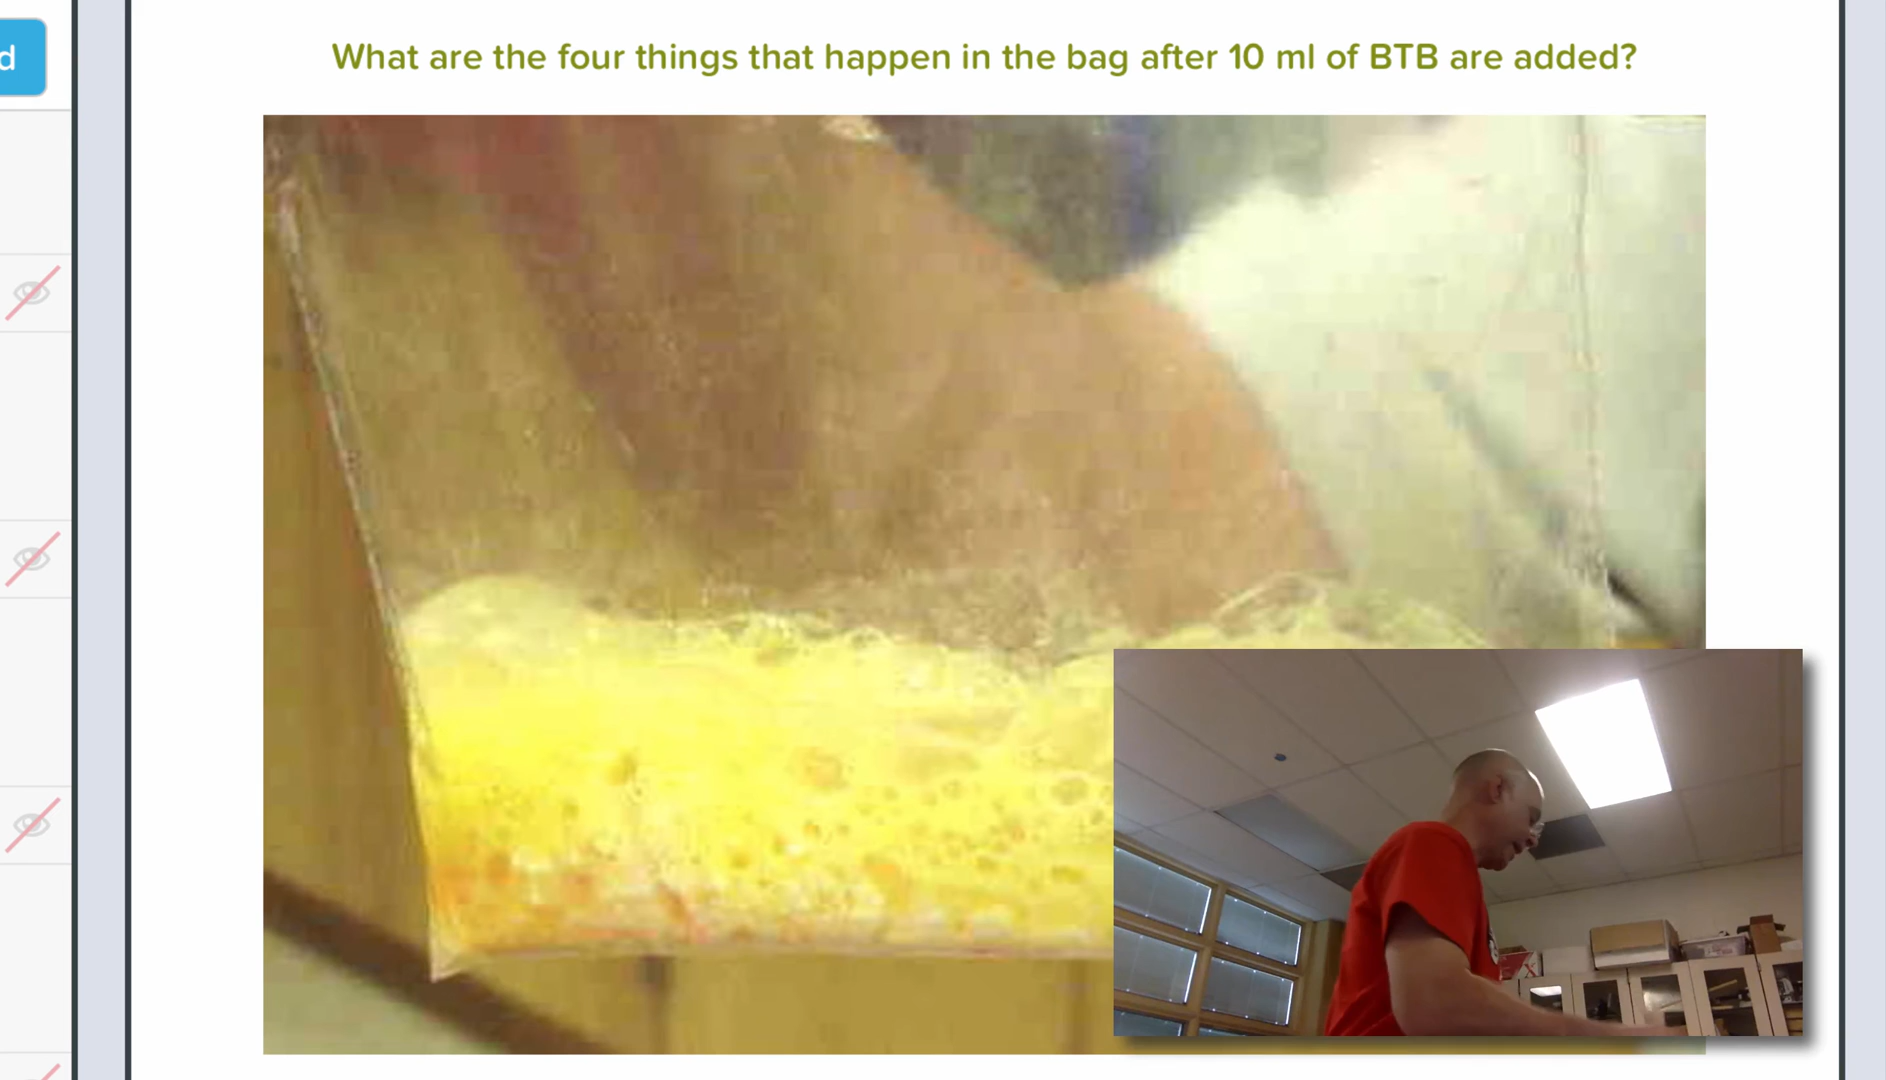 d
What are the four things that happen in the bag after 10 ml of BTB are added?